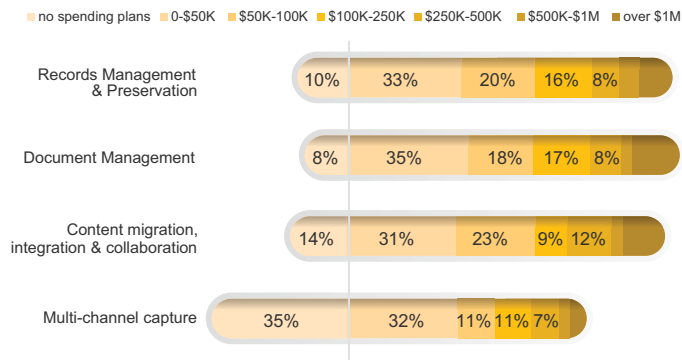 no spending plans 0-$50K $50K-100K $100K-250K $250K-500K $500K-$1M over $1M
Records Management
& Preservation
10% 33% 20% 16% 8%
Document Management
8% 35% 18% 17% 8%
Content migration,
integration & collaboration
14% 31% 23% 9% 12%
Multi-channel capture
35% 32% 11% 11% 7%